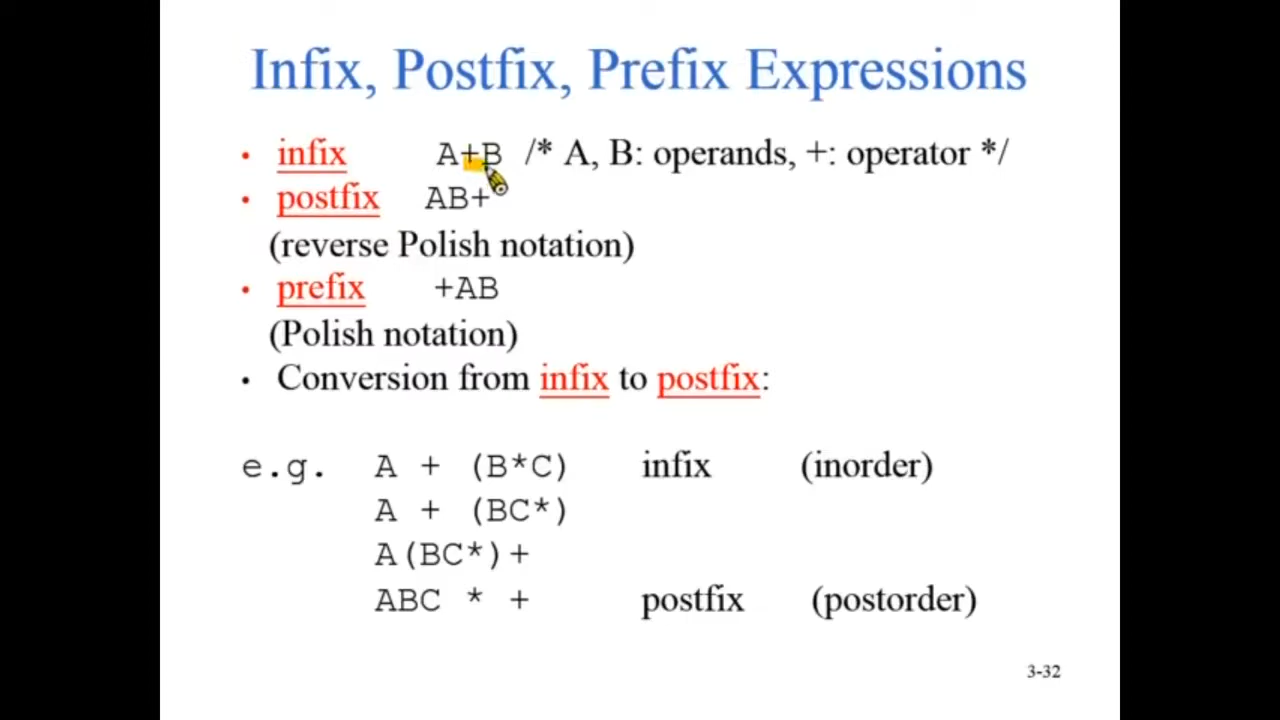 Infix, Postfix, Prefix Expressions
• infix A+B /* A, B: operands, +: operator */
• postfix AB+
(reverse Polish notation)
• prefix +AB
(Polish notation)
• Conversion from infix to postfix:
e.g. A + (B*C) infix (inorder)
A + (BC*)
A(BC*)+
ABC * + postfix (postorder)
3-32